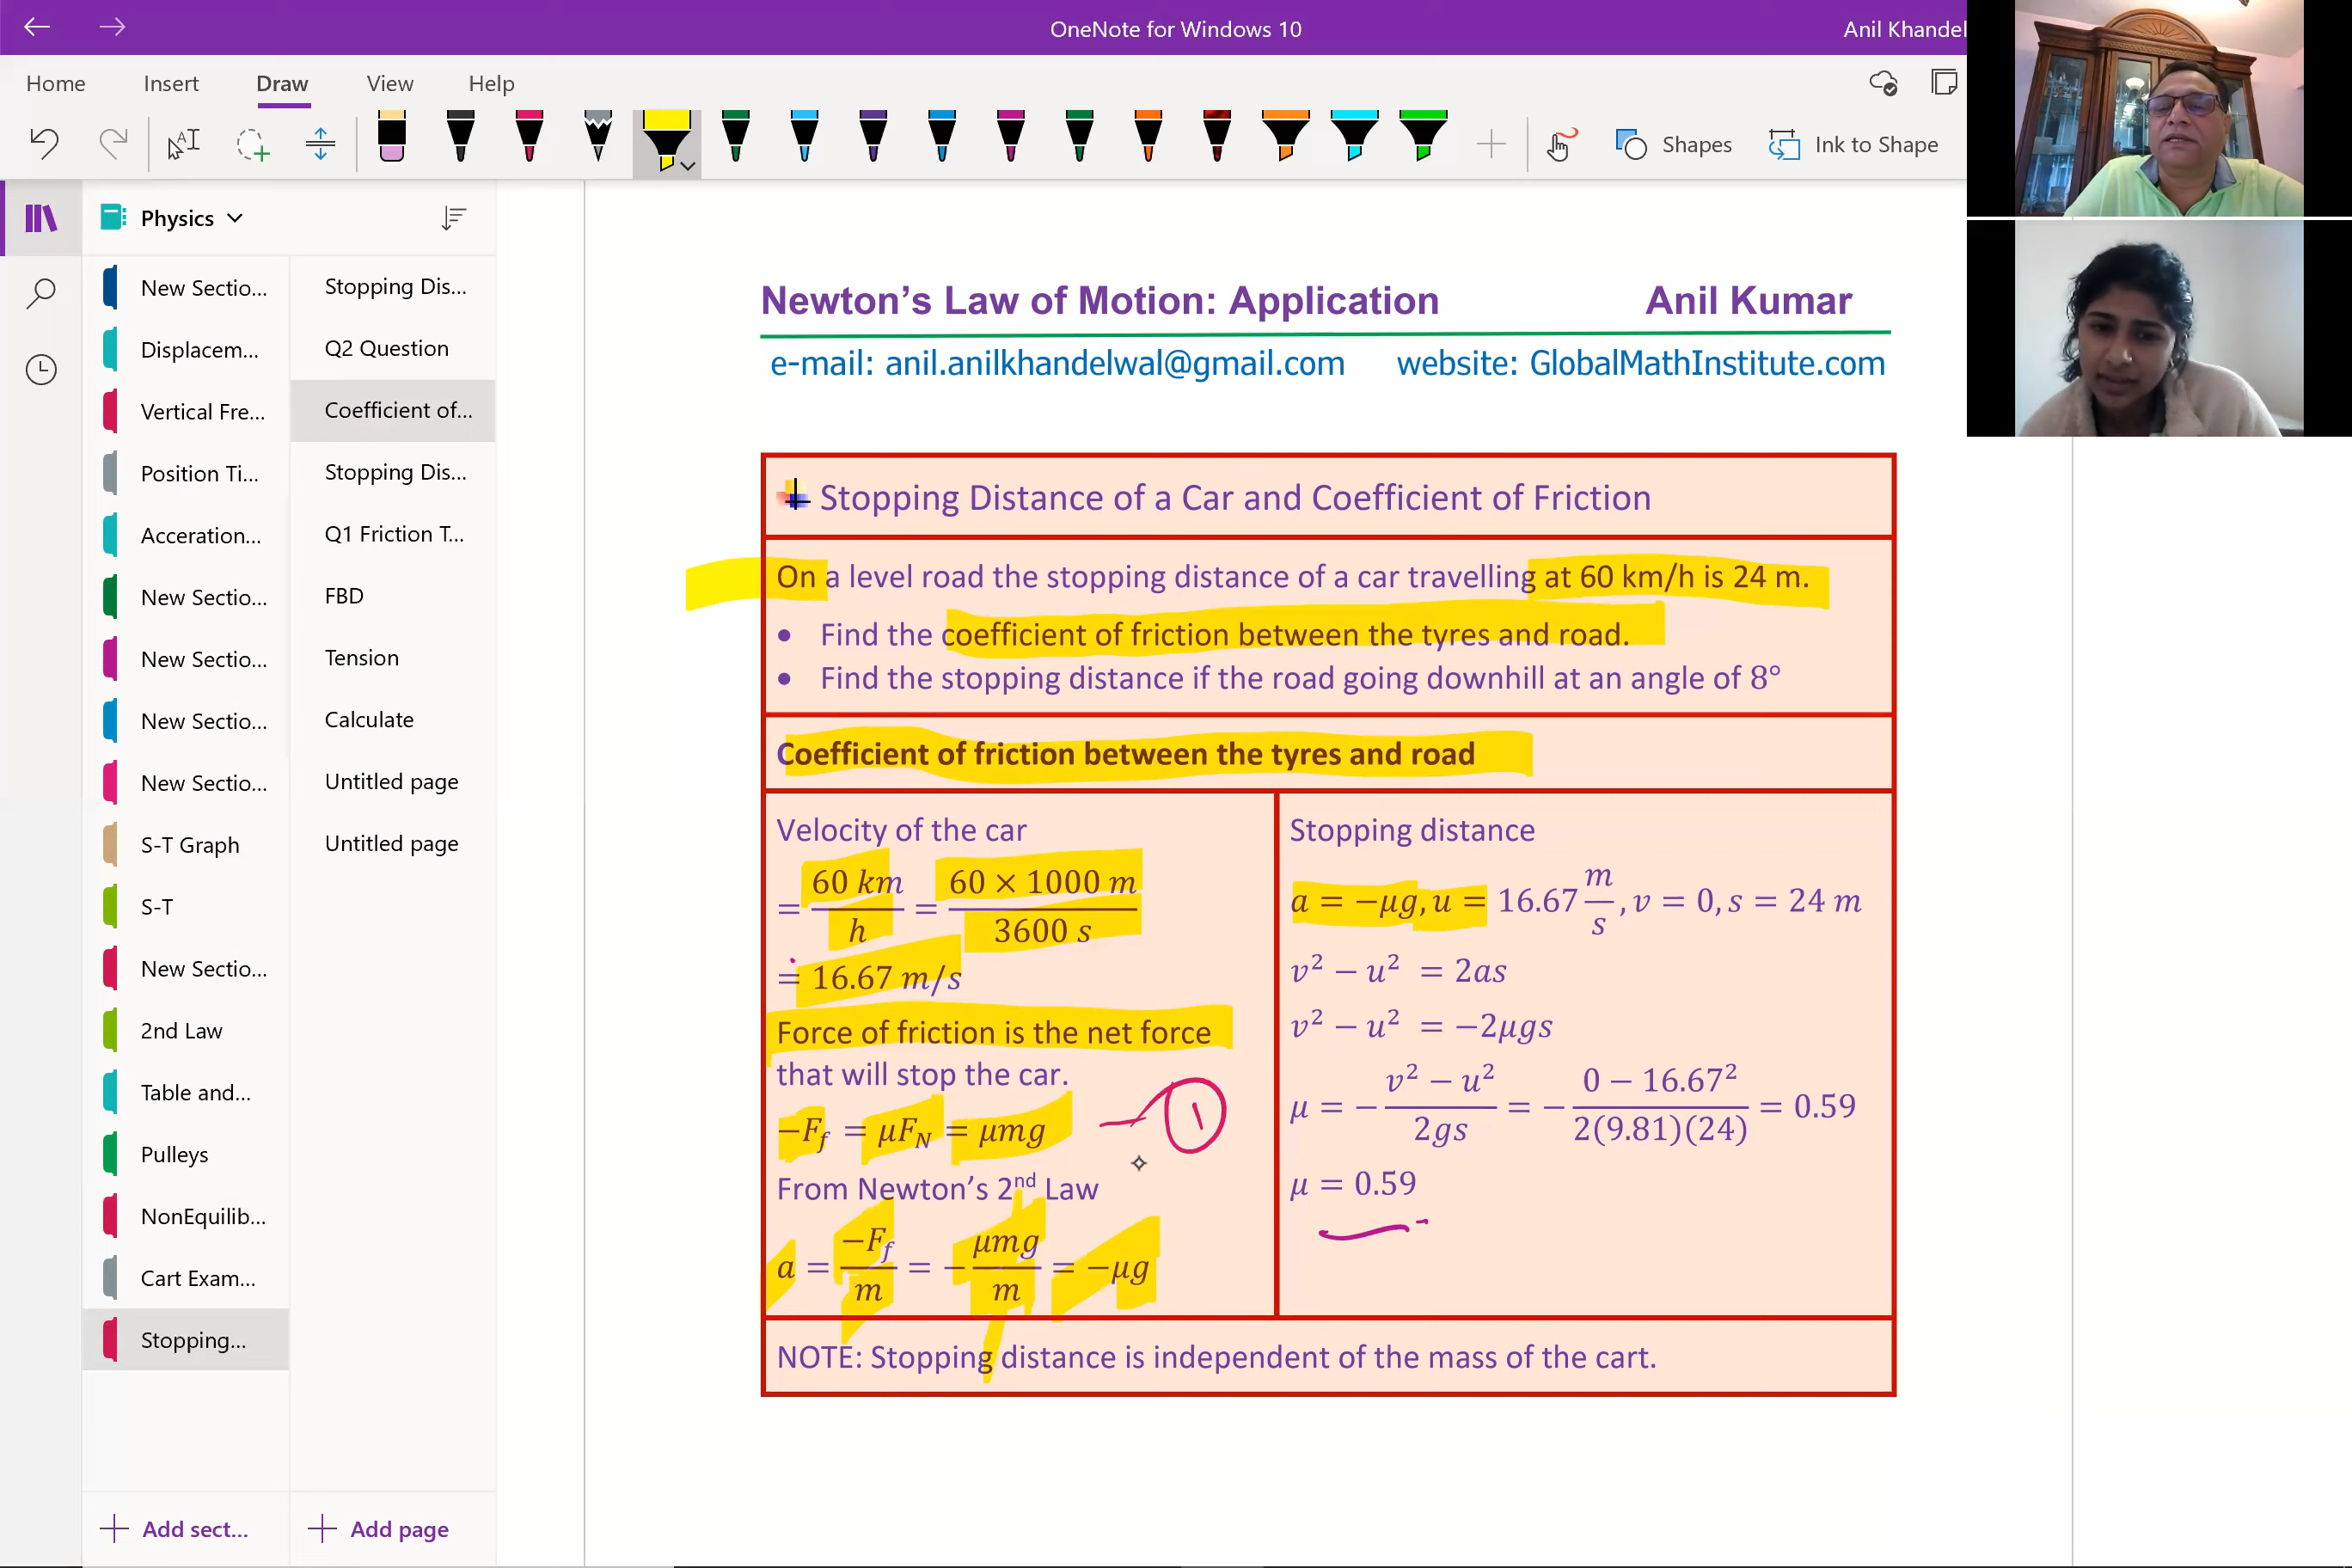 OneNote for Windows 10
Anil Khandel
Home Insert Draw View Help
Shapes Ink to Shape
Physics
New Sectio...
Displacem...
Vertical Fre...
Position Ti...
Acceration...
New Sectio...
New Sectio...
New Sectio...
New Sectio...
S-T Graph
S-T
New Sectio...
2nd Law
Table and...
Pulleys
NonEquilib...
Cart Exam...
Stopping...
Add sect...
Stopping Dis...
Q2 Question
Coefficient of...
Stopping Dis...
Q1 Friction T...
FBD
Tension
Calculate
Untitled page
Untitled page
Add page
Newton's Law of Motion: Application Anil Kumar
e-mail: anil.anilkhandelwal@gmail.com website: GlobalMathInstitute.com
Stopping Distance of a Car and Coefficient of Friction
On a level road the stopping distance of a car travelling at 60 km/h is 24 m.
• Find the coefficient of friction between the tyres and road.
• Find the stopping distance if the road going downhill at an angle of 8°
Coefficient of friction between the tyres and road
Velocity of the car
= 60 km / h = 60 × 1000 m / 3600 s
= 16.67 m/s
Force of friction is the net force
that will stop the car.
−F_f = μF_N = μmg
1
From Newton's 2nd Law
a = −F_f / m = − μmg / m = −μg
Stopping distance
a = −μg, u = 16.67 m/s, v = 0, s = 24 m
v² − u² = 2as
v² − u² = −2μgs
μ = − v² − u² / 2gs = − 0 − 16.67² / 2(9.81)(24) = 0.59
μ = 0.59
NOTE: Stopping distance is independent of the mass of the cart.